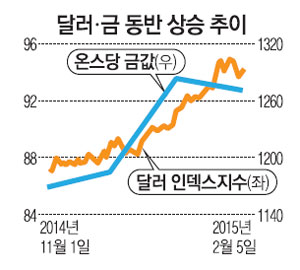 달러·금 동반 상승 추이
96
92
88
84
1320
1260
1200
1140
온스당 금값(우)
달러 인덱스지수(좌)
2014년
11월 1일
2015년
2월 5일